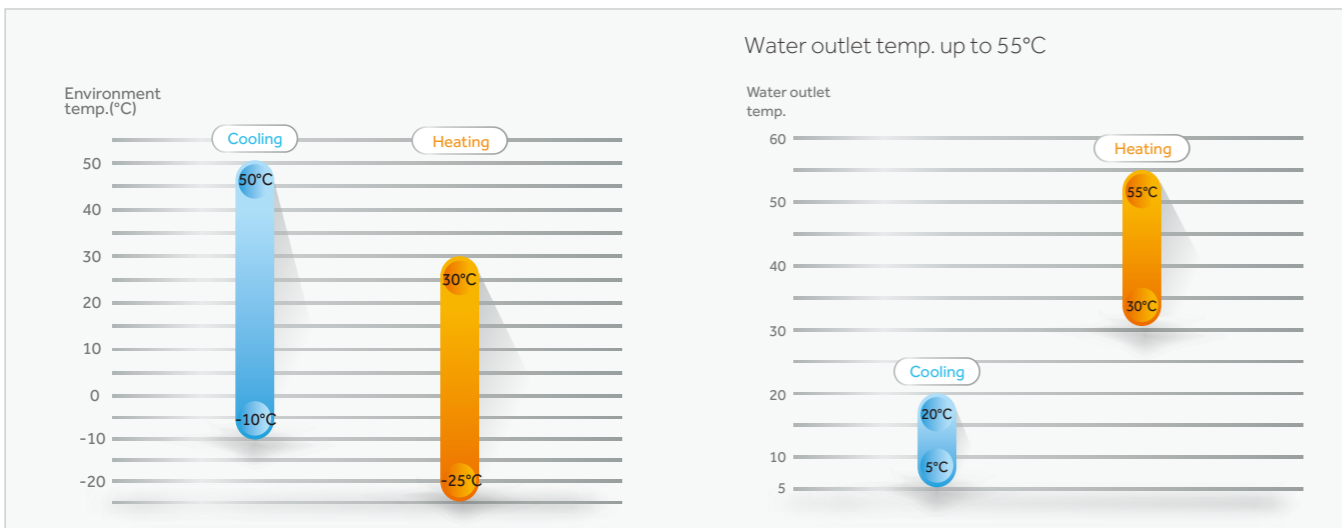 Water outlet temp. up to 55°C
Environment
temp.(°C)
Cooling
Heating
50
40
30
20
10
0
-10
-20
50°C
-10°C
30°C
-25°C
Water outlet
temp.
60
50
40
30
20
10
5
Heating
55°C
30°C
Cooling
20°C
5°C